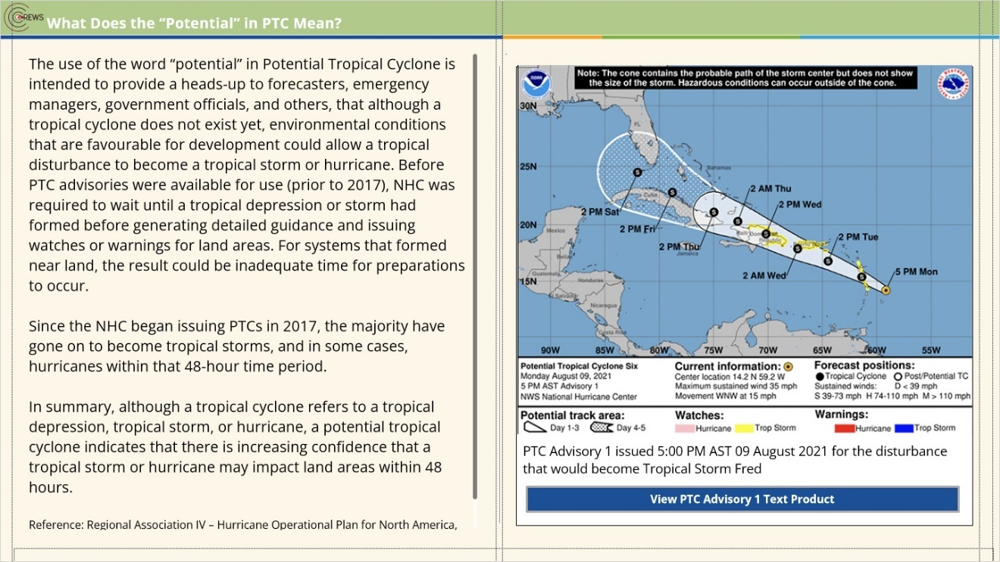 CREWS
What Does the “Potential” in PTC Mean?
The use of the word “potential” in Potential Tropical Cyclone is
intended to provide a heads-up to forecasters, emergency
managers, government officials, and others, that although a
tropical cyclone does not exist yet, environmental conditions
that are favourable for development could allow a tropical
disturbance to become a tropical storm or hurricane. Before
PTC advisories were available for use (prior to 2017), NHC was
required to wait until a tropical depression or storm had
formed before generating detailed guidance and issuing
watches or warnings for land areas. For systems that formed
near land, the result could be inadequate time for preparations
to occur.
Since the NHC began issuing PTCs in 2017, the majority have
gone on to become tropical storms, and in some cases,
hurricanes within that 48-hour time period.
In summary, although a tropical cyclone refers to a tropical
depression, tropical storm, or hurricane, a potential tropical
cyclone indicates that there is increasing confidence that a
tropical storm or hurricane may impact land areas within 48
hours.
Reference: Regional Association IV – Hurricane Operational Plan for North America,
Note: The cone contains the probable path of the storm center but does not show
the size of the storm. Hazardous conditions can occur outside of the cone.
NOAA
30N
FL
25N
Bahamas
S
2 AM Thu
Cuba
S
2 PM Wed
2 PM Sat
S
S
Mexico
20N
2 PM Fri
Haiti
S
2 PM Tue
2 PM Thu
Republic
S
Jamaica
S
2 AM Wed
5 PM Mon
Guatemala
Honduras
S
15N
El Salvador
Nicaragua
Costa Rica
90W 85W 80W 75W 70W 65W 60W 55W
Potential Tropical Cyclone Six
Monday August 09, 2021
5 PM AST Advisory 1
NWS National Hurricane Center
Current information:
Center location 14.2 N 59.2 W
Maximum sustained wind 35 mph
Movement WNW at 15 mph
Forecast positions:
Tropical Cyclone Post/Potential TC
Sustained winds: D < 39 mph
S 39-73 mph H 74-110 mph M > 110 mph
Potential track area:
Day 1-3 Day 4-5
Watches:
Hurricane Trop Storm
Warnings:
Hurricane Trop Storm
PTC Advisory 1 issued 5:00 PM AST 09 August 2021 for the disturbance
that would become Tropical Storm Fred
View PTC Advisory 1 Text Product